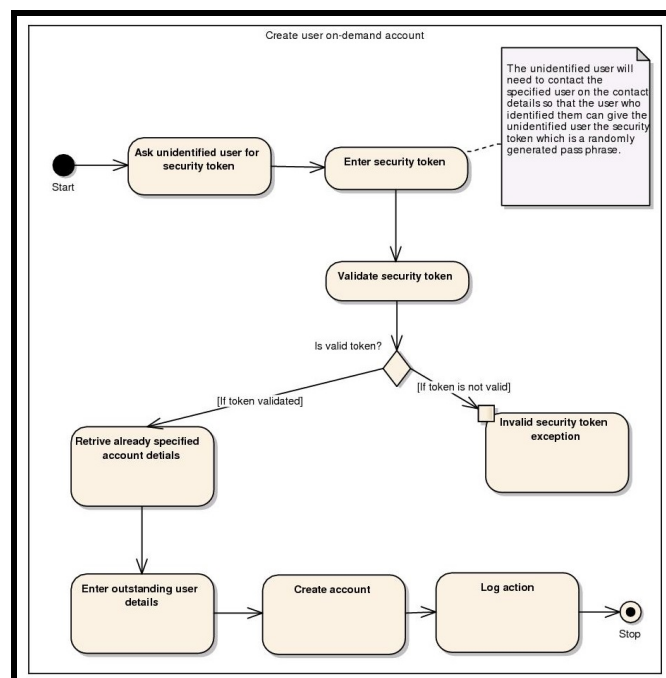 Create user on-demand account
The unidentified user will
need to contact the
specified user on the contact
details so that the user who
identified them can give the
unidentified user the security
token which is a randomly
generated pass phrase.
Ask unidentified user for
security token
Enter security token
Start
Validate security token
Is valid token?
[If token validated]
[If token is not valid]
Retrive already specified
account detials
Invalid security token
exception
Enter outstanding user
details
Create account
Log action
Stop